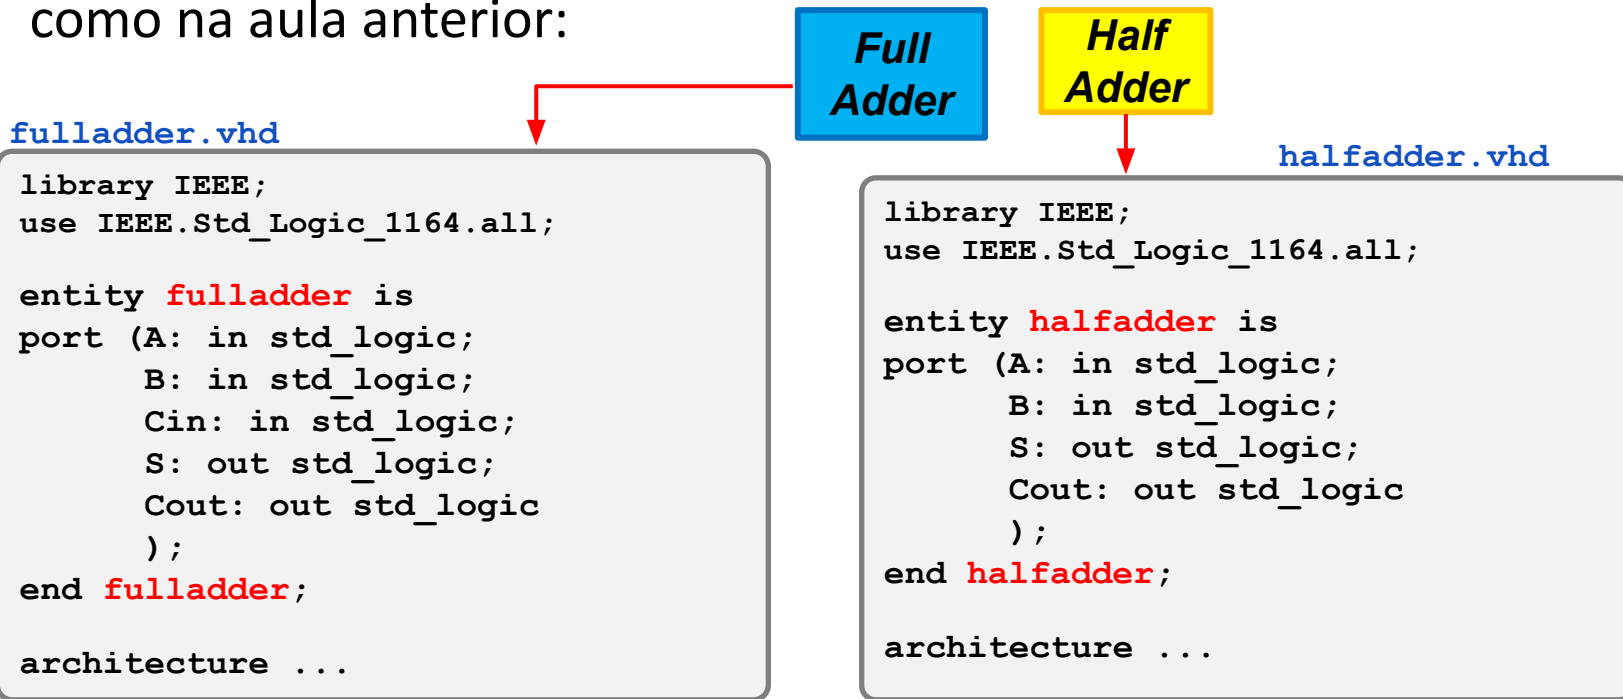 como na aula anterior:
Full
Adder
Half
Adder
fulladder.vhd
library IEEE;
use IEEE.Std_Logic_1164.all;
entity fulladder is
port (A: in std_logic;
B: in std_logic;
Cin: in std_logic;
S: out std_logic;
Cout: out std_logic
);
end fulladder;
architecture ...
halfadder.vhd
library IEEE;
use IEEE.Std_Logic_1164.all;
entity halfadder is
port (A: in std_logic;
B: in std_logic;
S: out std_logic;
Cout: out std_logic
);
end halfadder;
architecture ...